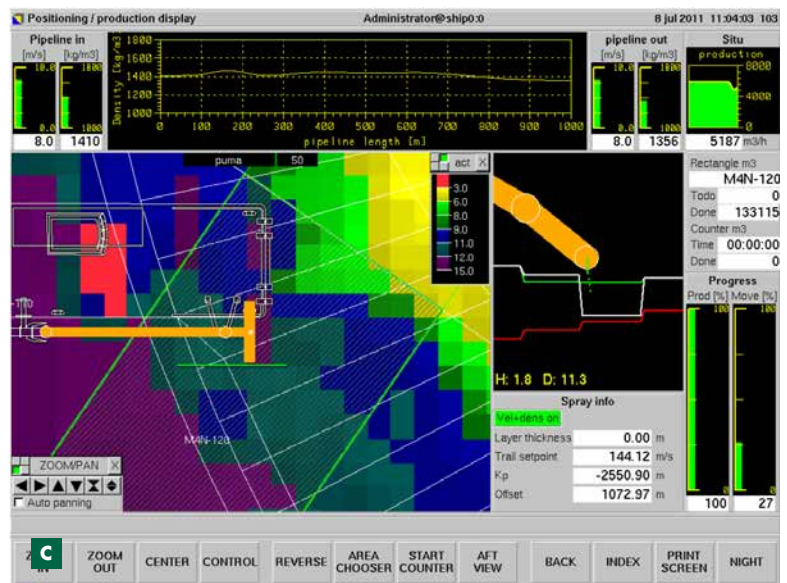 Positioning / production display Administrator@ship0:0 8 jul 2011 11:04:03 103
Pipeline in
[m/s] [kg/m3]
10.0 1800
0.0 1000
8.0 1410
Density [kg/m3]
1800
1600
1400
1200
1000
0 100 200 300 400 500 600 700 800 900 1000
pipeline length [m]
pipeline out
[m/s] [kg/m3]
10.0 1800
0.0 1000
8.0 1356
Situ
production
8000
4000
0
5187 m3/h
puma 50
act X
3.0
6.0
8.0
9.0
11.0
12.0
15.0
M4N-120
H: 1.8 D: 11.3
Rectangle m3
M4N-120
Todo 0
Done 133115
Counter m3
Time 00:00:00
Done 0
Progress
Prod [%] Move [%]
100 100
0 0
100 27
Spray info
Vel+dens on
Layer thickness 0.00 m
Trail setpoint 144.12 m/s
Kp -2550.90 m
Offset 1072.97 m
ZOOM/PAN X
Auto panning
C
ZOOM OUT
CENTER
CONTROL
REVERSE
AREA CHOOSER
START COUNTER
AFT VIEW
BACK
INDEX
PRINT SCREEN
NIGHT